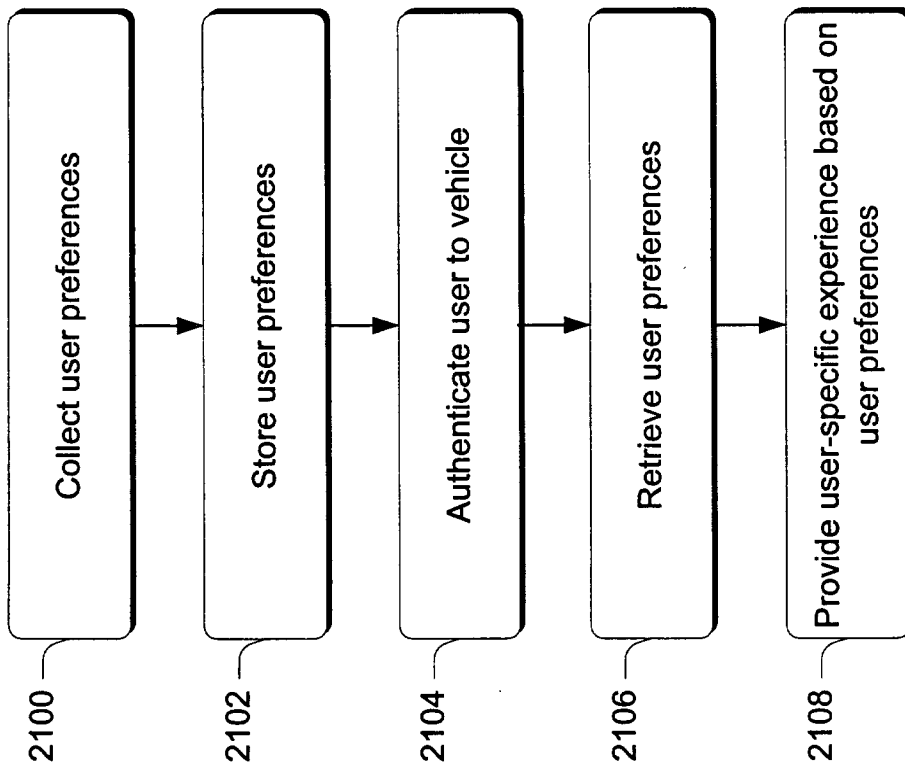 2100
Collect user preferences
2102
Store user preferences
2104
Authenticate user to vehicle
2106
Retrieve user preferences
2108
Provide user-specific experience based on
user preferences